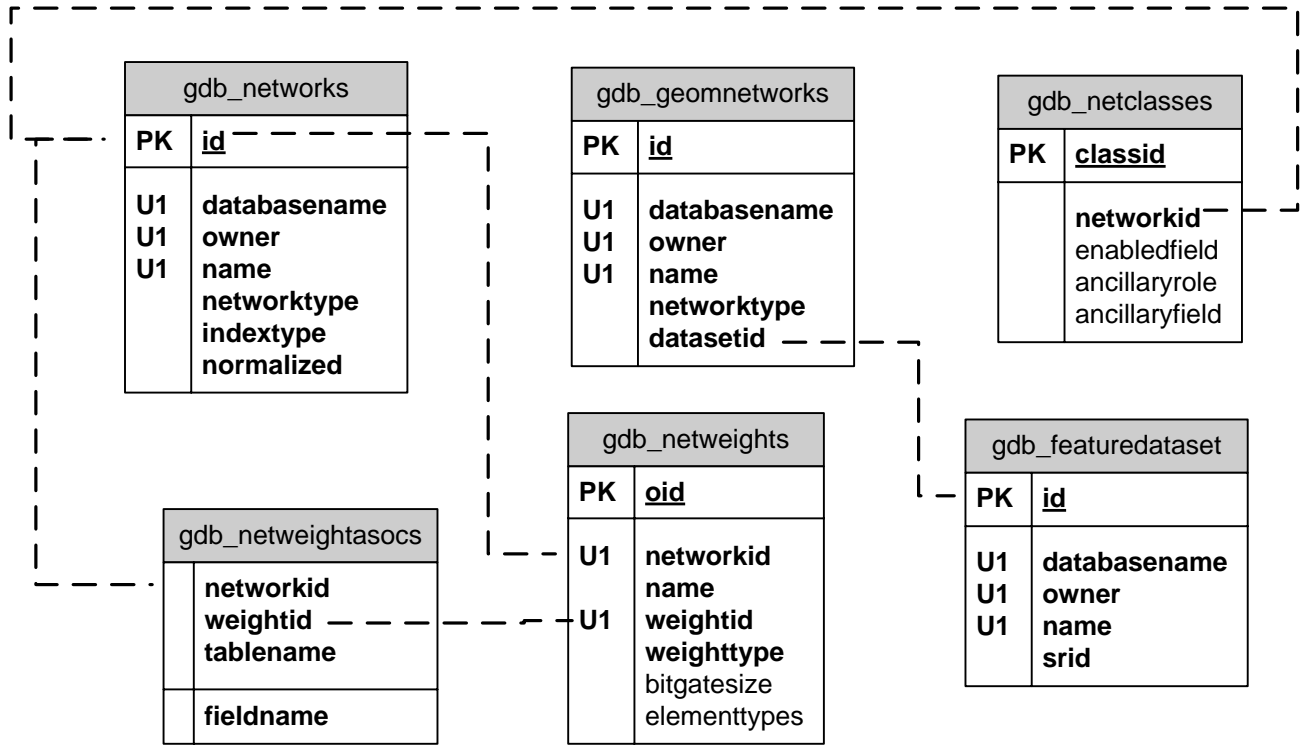 gdb_networks
PK id
U1 databasename
U1 owner
U1 name
networktype
indextype
normalized
gdb_geomnetworks
PK id
U1 databasename
U1 owner
U1 name
networktype
datasetid
gdb_netclasses
PK classid
networkid
enabledfield
ancillaryrole
ancillaryfield
gdb_netweightasocs
networkid
weightid
tablename
fieldname
gdb_netweights
PK oid
U1 networkid
name
U1 weightid
weighttype
bitgatesize
elementtypes
gdb_featuredataset
PK id
U1 databasename
U1 owner
U1 name
srid